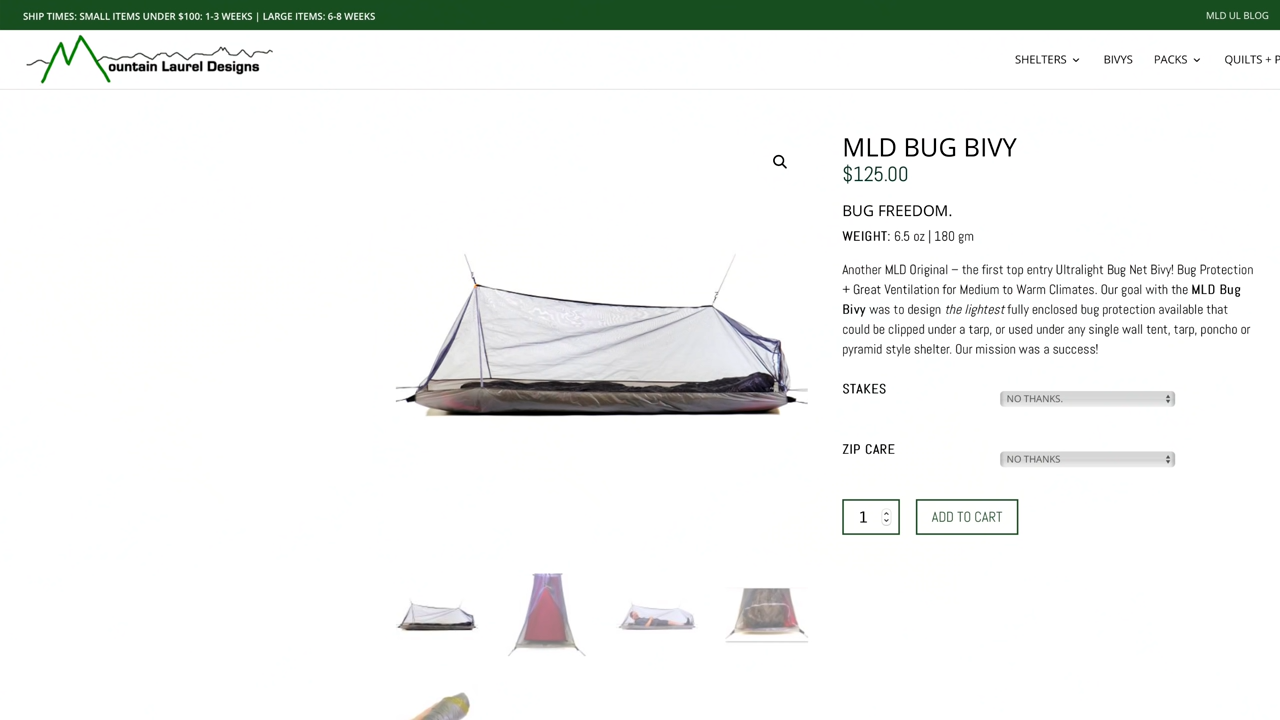 SHIP TIMES: SMALL ITEMS UNDER $100: 1-3 WEEKS | LARGE ITEMS: 6-8 WEEKS
MLD UL BLOG
Mountain Laurel Designs
SHELTERS
BIVYS
PACKS
QUILTS + P
MLD BUG BIVY
$125.00
BUG FREEDOM.
WEIGHT: 6.5 oz | 180 gm
Another MLD Original – the first top entry Ultralight Bug Net Bivy! Bug Protection
+ Great Ventilation for Medium to Warm Climates. Our goal with the MLD Bug
Bivy was to design the lightest fully enclosed bug protection available that
could be clipped under a tarp, or used under any single wall tent, tarp, poncho or
pyramid style shelter. Our mission was a success!
STAKES
NO THANKS.
ZIP CARE
NO THANKS
1
ADD TO CART